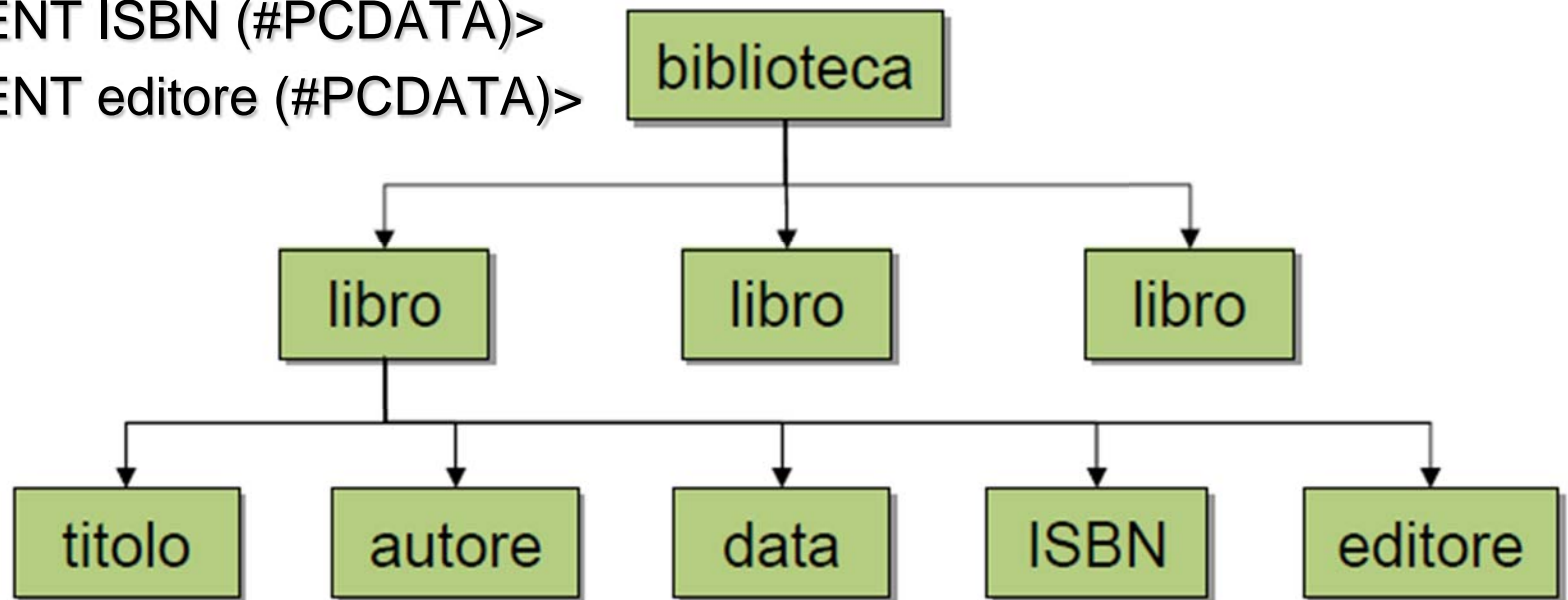 ENT ISBN (#PCDATA)>
ENT editore (#PCDATA)>
biblioteca
libro libro libro
titolo autore data ISBN editore